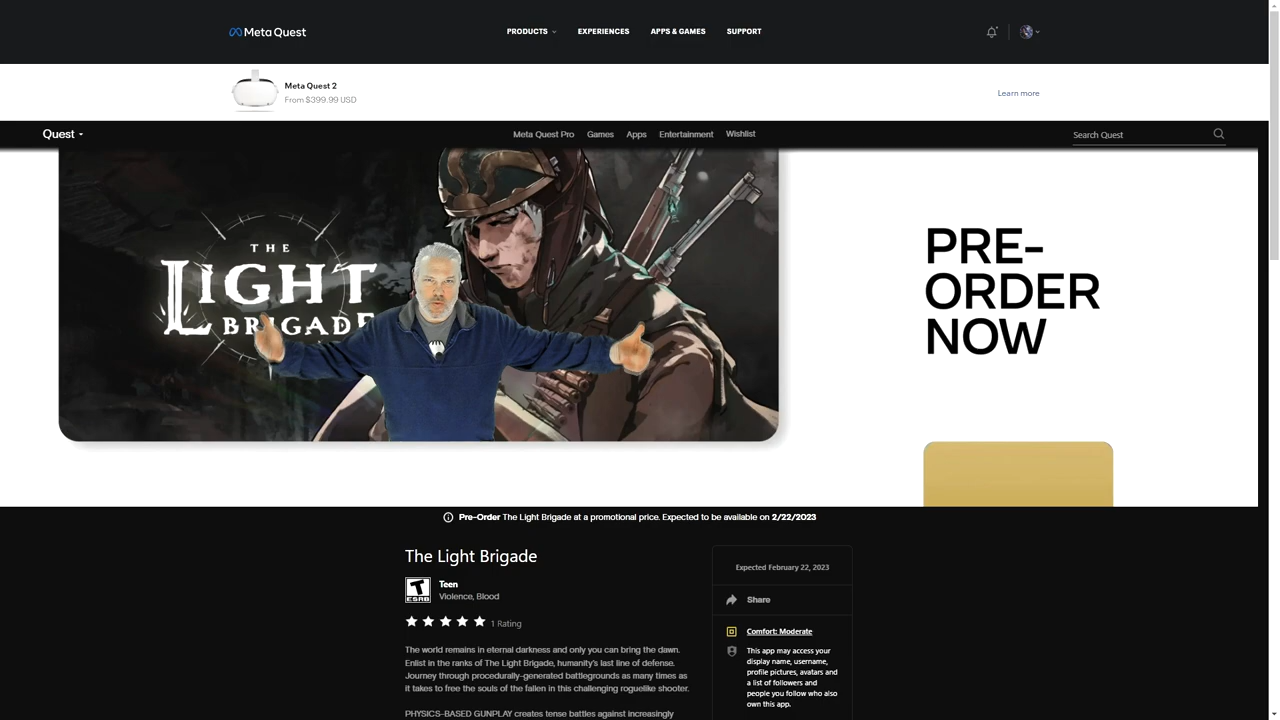 Meta Quest
PRODUCTS
EXPERIENCES
APPS & GAMES
SUPPORT
Meta Quest 2
From $399.99 USD
Learn more
Quest
Meta Quest Pro
Games
Apps
Entertainment
Wishlist
Search Quest
THE
LIGHT
BRIGADE
PRE-
ORDER
NOW
Pre-Order The Light Brigade at a promotional price. Expected to be available on 2/22/2023
The Light Brigade
T
ESRB
Teen
Violence, Blood
1 Rating
The world remains in eternal darkness and only you can bring the dawn.
Enlist in the ranks of The Light Brigade, humanity's last line of defense.
Journey through procedurally-generated battlegrounds as many times as
it takes to free the souls of the fallen in this challenging roguelike shooter.
PHYSICS-BASED GUNPLAY creates tense battles against increasingly
Expected February 22, 2023
Share
Comfort: Moderate
This app may access your
display name, username,
profile pictures, avatars and
a list of followers and
people you follow who also
own this app.